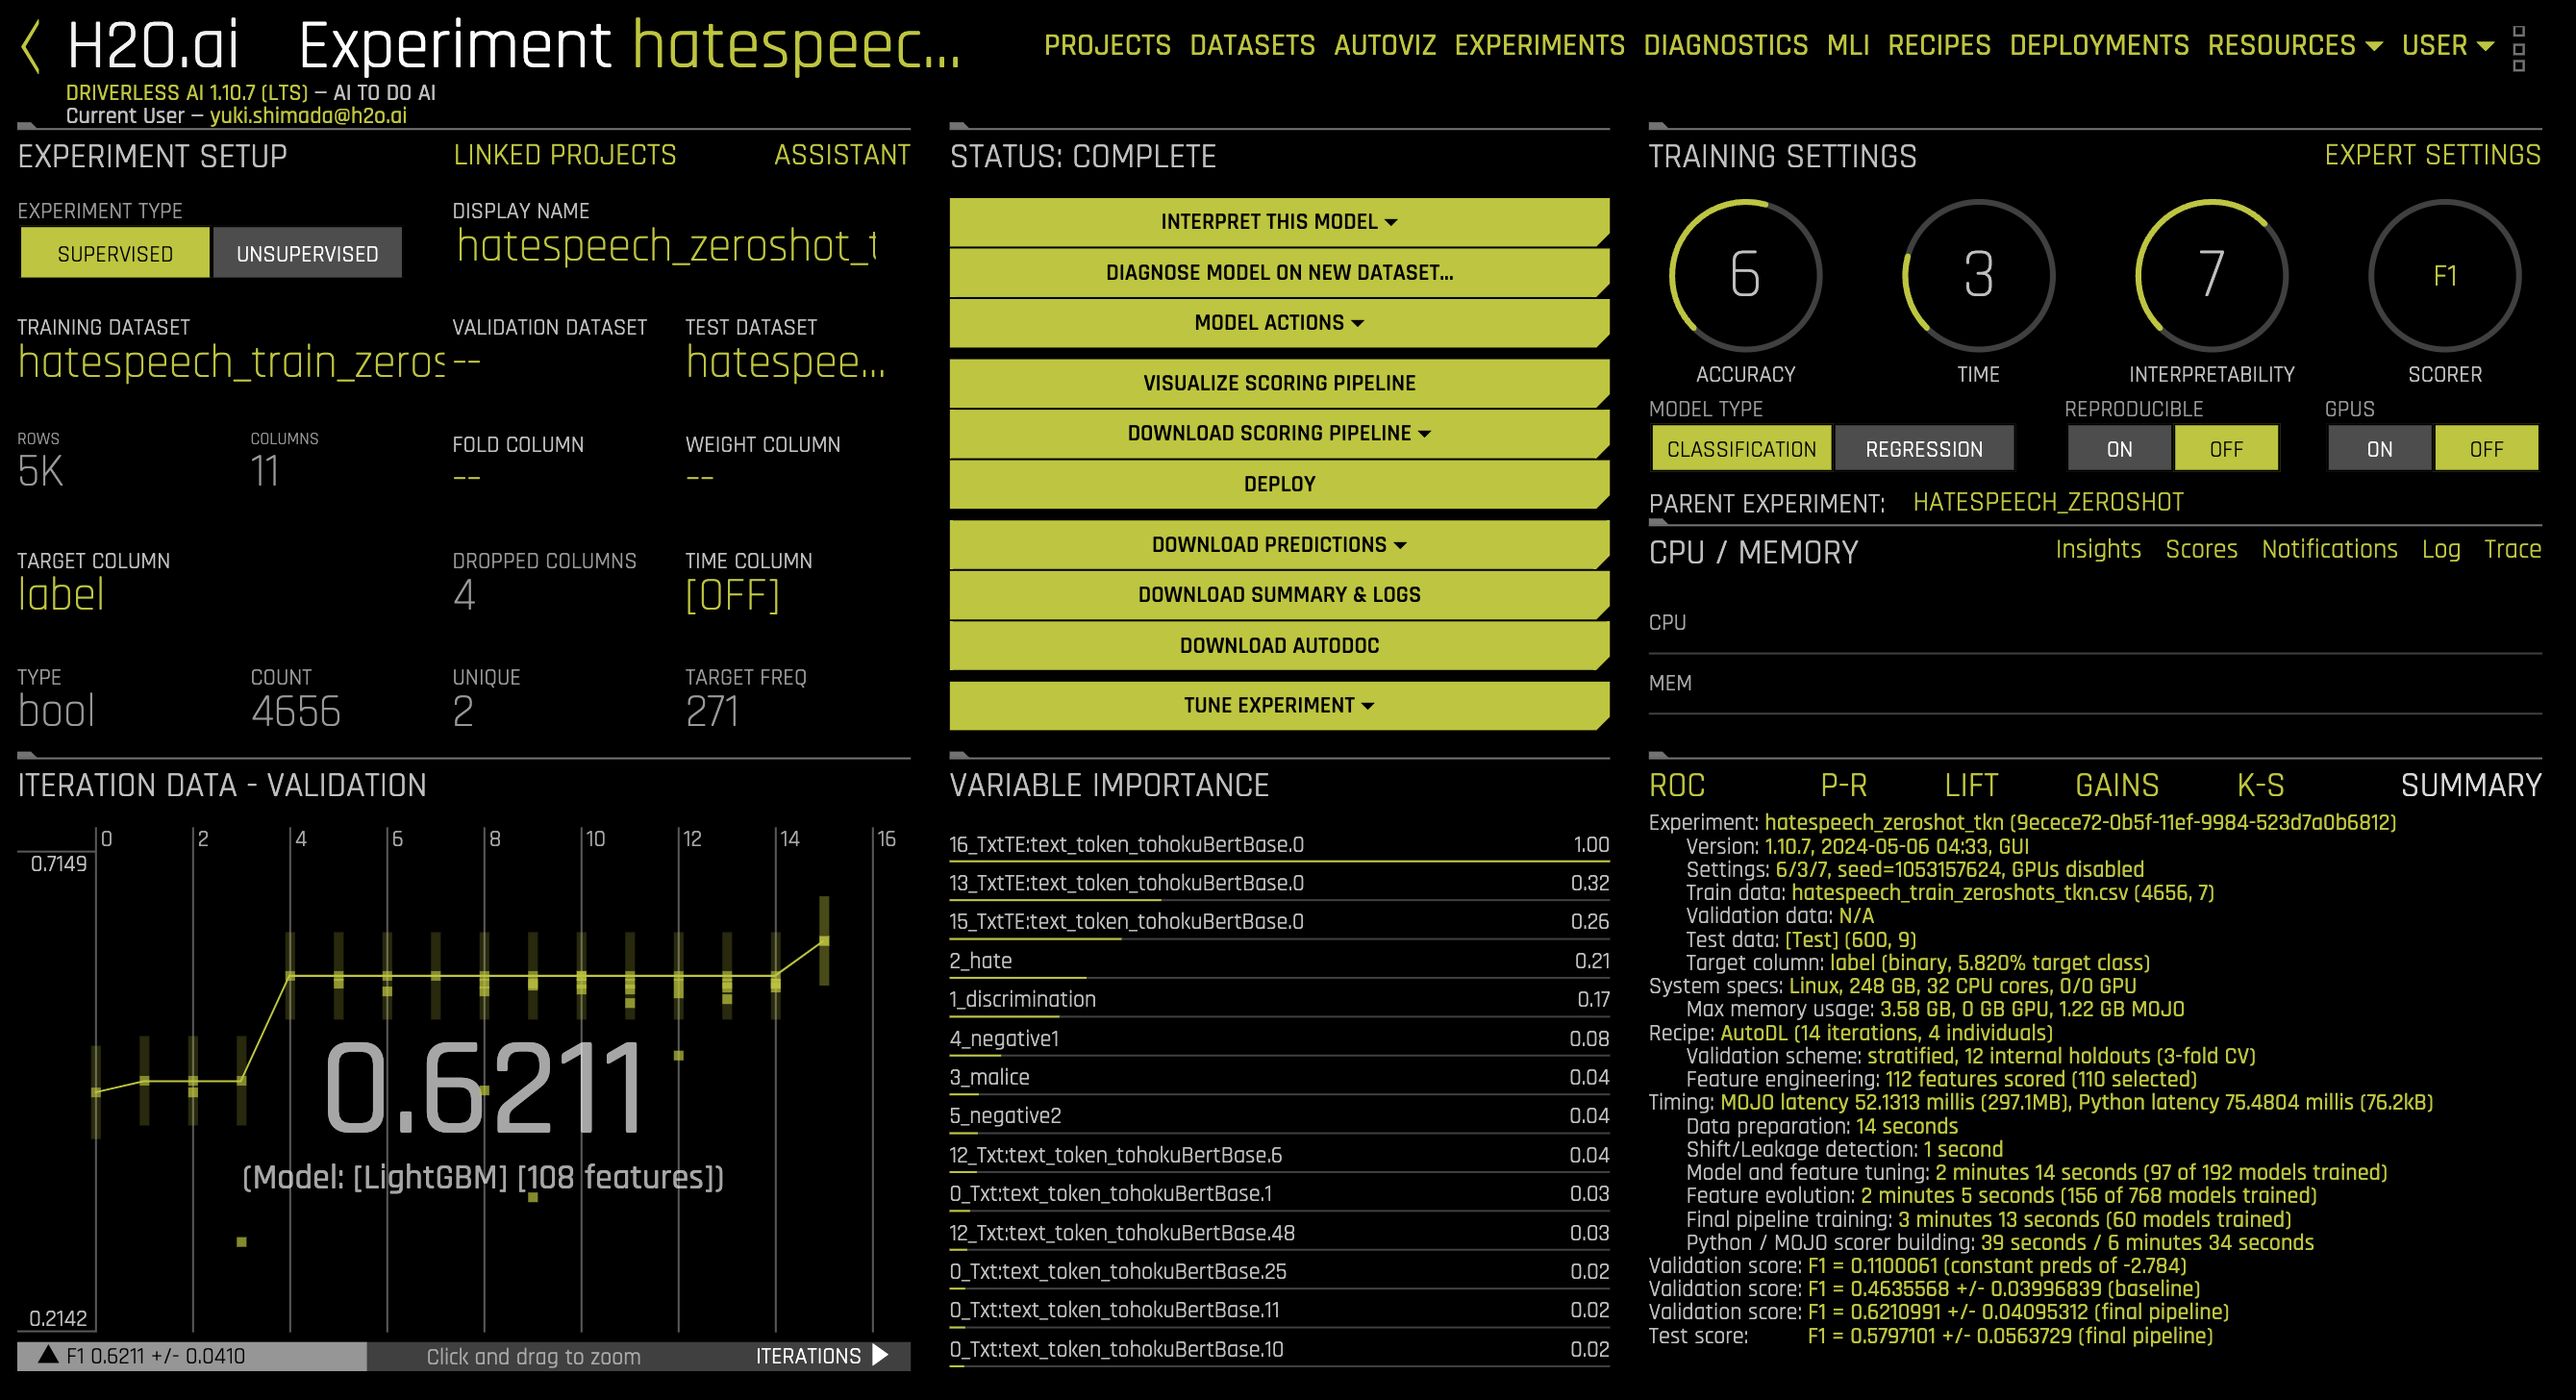 H2O.ai Experiment hatespeec...
PROJECTS DATASETS AUTOVIZ EXPERIMENTS DIAGNOSTICS MLI RECIPES DEPLOYMENTS RESOURCES USER
DRIVERLESS AI 1.10.7 (LTS) – AI TO DO AI
Current User – yuki.shimada@h2o.ai
EXPERIMENT SETUP LINKED PROJECTS ASSISTANT
EXPERIMENT TYPE DISPLAY NAME
SUPERVISED UNSUPERVISED hatespeech_zeroshot_t
TRAINING DATASET VALIDATION DATASET TEST DATASET
hatespeech_train_zeros -- hatespee...
ROWS COLUMNS FOLD COLUMN WEIGHT COLUMN
5K 11 -- --
TARGET COLUMN DROPPED COLUMNS TIME COLUMN
label 4 [OFF]
TYPE COUNT UNIQUE TARGET FREQ
bool 4656 2 271
STATUS: COMPLETE
INTERPRET THIS MODEL
DIAGNOSE MODEL ON NEW DATASET...
MODEL ACTIONS
VISUALIZE SCORING PIPELINE
DOWNLOAD SCORING PIPELINE
DEPLOY
DOWNLOAD PREDICTIONS
DOWNLOAD SUMMARY & LOGS
DOWNLOAD AUTODOC
TUNE EXPERIMENT
TRAINING SETTINGS EXPERT SETTINGS
6 3 7 F1
ACCURACY TIME INTERPRETABILITY SCORER
MODEL TYPE REPRODUCIBLE GPUS
CLASSIFICATION REGRESSION ON OFF ON OFF
PARENT EXPERIMENT: HATESPEECH_ZEROSHOT
CPU / MEMORY Insights Scores Notifications Log Trace
CPU
MEM
ITERATION DATA - VALIDATION
0 2 4 6 8 10 12 14 16
0.7149
0.6211
(Model: [LightGBM] [108 features])
0.2142
F1 0.6211 +/- 0.0410 Click and drag to zoom ITERATIONS
VARIABLE IMPORTANCE
16_TxtTE:text_token_tohokuBertBase.0 1.00
13_TxtTE:text_token_tohokuBertBase.0 0.32
15_TxtTE:text_token_tohokuBertBase.0 0.26
2_hate 0.21
1_discrimination 0.17
4_negative1 0.08
3_malice 0.04
5_negative2 0.04
12_Txt:text_token_tohokuBertBase.6 0.04
0_Txt:text_token_tohokuBertBase.1 0.03
12_Txt:text_token_tohokuBertBase.48 0.03
0_Txt:text_token_tohokuBertBase.25 0.02
0_Txt:text_token_tohokuBertBase.11 0.02
0_Txt:text_token_tohokuBertBase.10 0.02
ROC P-R LIFT GAINS K-S SUMMARY
Experiment: hatespeech_zeroshot_tkn (9ecece72-0b5f-11ef-9984-523d7a0b6812)
Version: 1.10.7, 2024-05-06 04:33, GUI
Settings: 6/3/7, seed=1053157624, GPUs disabled
Train data: hatespeech_train_zeroshots_tkn.csv (4656, 7)
Validation data: N/A
Test data: [Test] (600, 9)
Target column: label (binary, 5.820% target class)
System specs: Linux, 248 GB, 32 CPU cores, 0/0 GPU
Max memory usage: 3.58 GB, 0 GB GPU, 1.22 GB MOJO
Recipe: AutoDL (14 iterations, 4 individuals)
Validation scheme: stratified, 12 internal holdouts (3-fold CV)
Feature engineering: 112 features scored (110 selected)
Timing: MOJO latency 52.1313 millis (297.1MB), Python latency 75.4804 millis (76.2kB)
Data preparation: 14 seconds
Shift/Leakage detection: 1 second
Model and feature tuning: 2 minutes 14 seconds (97 of 192 models trained)
Feature evolution: 2 minutes 5 seconds (156 of 768 models trained)
Final pipeline training: 3 minutes 13 seconds (60 models trained)
Python / MOJO scorer building: 39 seconds / 6 minutes 34 seconds
Validation score: F1 = 0.1100061 (constant preds of -2.784)
Validation score: F1 = 0.4635568 +/- 0.03996839 (baseline)
Validation score: F1 = 0.6210991 +/- 0.04095312 (final pipeline)
Test score: F1 = 0.5797101 +/- 0.0563729 (final pipeline)